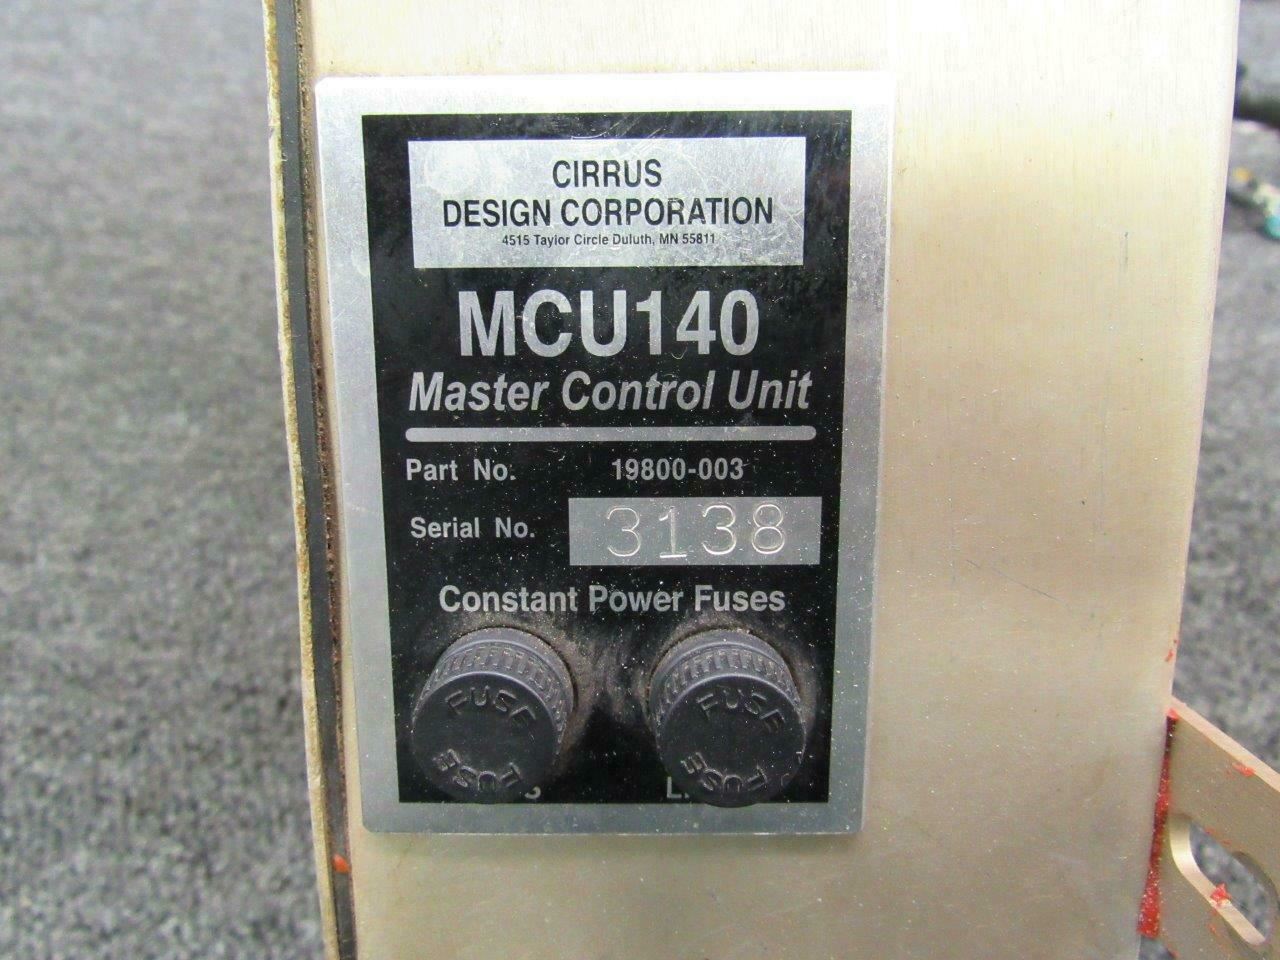 CIRRUS
DESIGN CORPORATION
4515 Taylor Circle Duluth, MN 55811
MCU140
Master Control Unit
Part No. 19800-003
Serial No. 3138
Constant Power Fuses
FUSE FUSE
FUSE